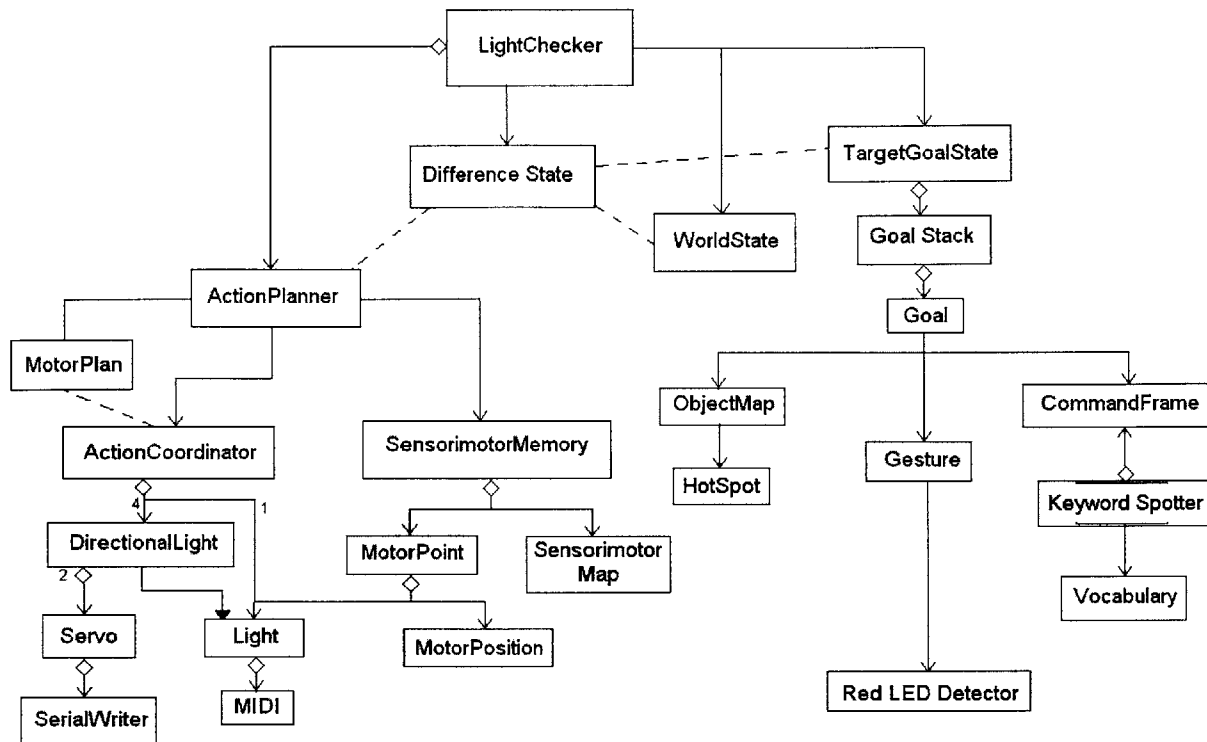 LightChecker
TargetGoalState
Difference State
WorldState
Goal Stack
ActionPlanner
Goal
MotorPlan
ObjectMap
CommandFrame
ActionCoordinator
SensorimotorMemory
Gesture
HotSpot
Keyword Spotter
4
1
DirectionalLight
MotorPoint
Sensorimotor
Map
2
Vocabulary
Servo
Light
MotorPosition
Red LED Detector
SerialWriter
MIDI